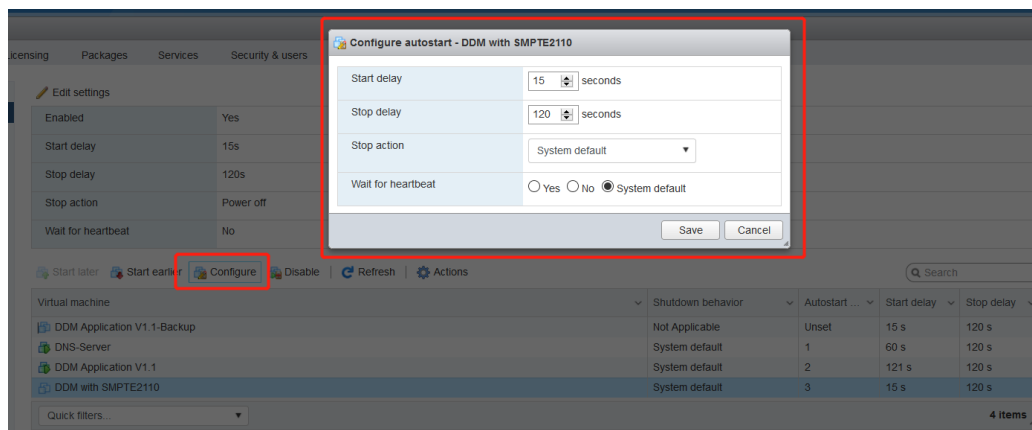 Configure autostart - DDM with SMPTE2110
Packages Services Security & users
Start delay 15 seconds
Stop delay 120 seconds
Stop action System default
Wait for heartbeat Yes No System default
Save Cancel
Edit settings
Enabled Yes
Start delay 15s
Stop delay 120s
Stop action Power off
Wait for heartbeat No
Start later Start earlier Configure Disable Refresh Actions Search
Virtual machine Shutdown behavior Autostart ... Start delay Stop delay
DDM Application V1.1-Backup Not Applicable Unset 15 s 120 s
DNS-Server System default 1 60 s 120 s
DDM Application V1.1 System default 2 121 s 120 s
DDM with SMPTE2110 System default 3 15 s 120 s
Quick filters... 4 items